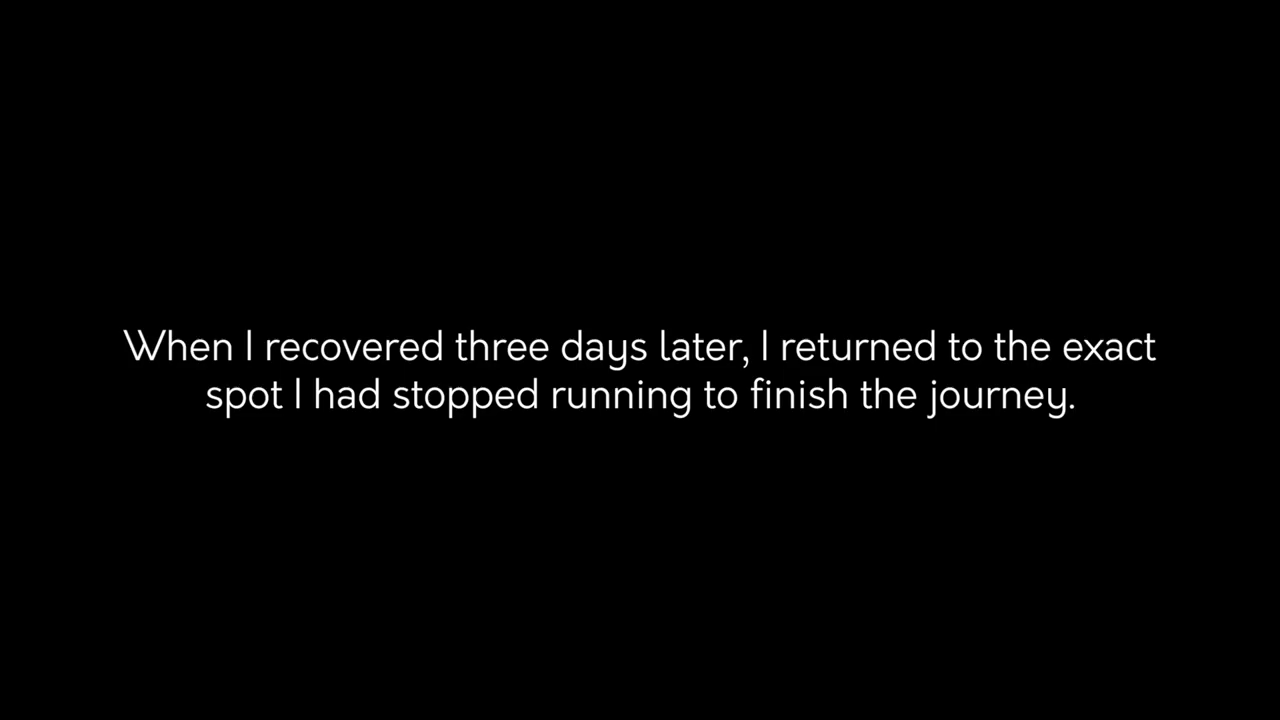 When I recovered three days later, I returned to the exact
spot I had stopped running to finish the journey.